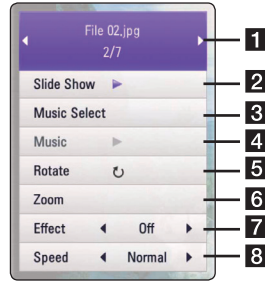 File 02.jpg
2/7
1
Slide Show
2
Music Select
3
Music
4
Rotate
5
Zoom
6
Effect Off
7
Speed Normal
8